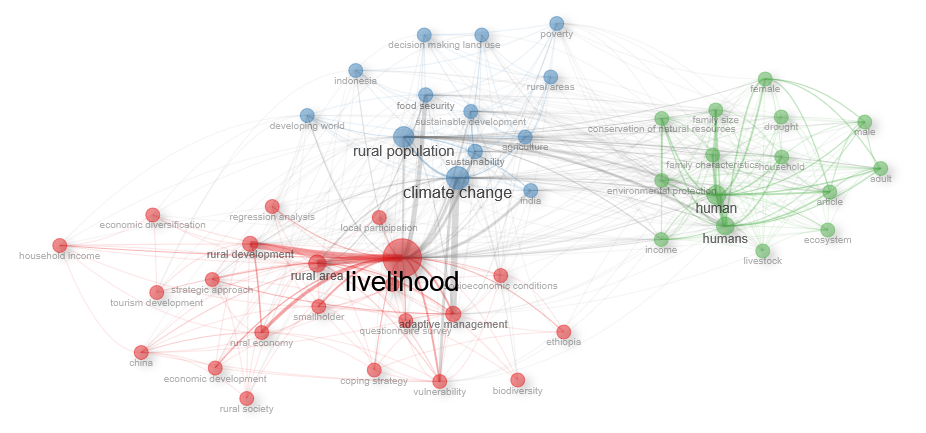 poverty
decision making land use
indonesia
rural areas
female
food security
family size
sustainable development
developing world
conservation of natural resources
drought
male
rural population
agriculture
sustainability
family characteristics
household
adult
climate change
environmental protection
india
article
human
regression analysis
economic diversification
local participation
humans
ecosystem
household income
rural development
income
livestock
rural area
livelihood
strategic approach
socioeconomic conditions
tourism development
smallholder
adaptive management
questionnaire survey
rural economy
ethiopia
china
economic development
coping strategy
vulnerability
biodiversity
rural society